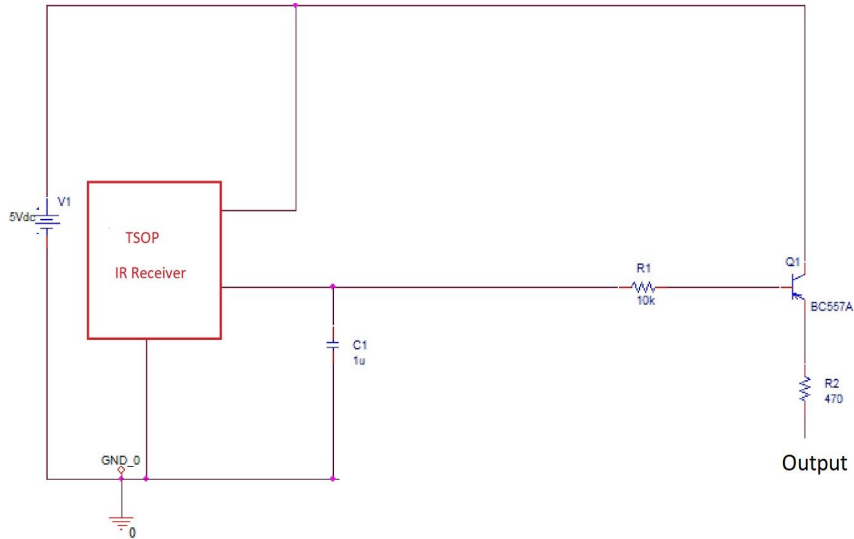 V1
5Vdc
TSOP
IR Receiver
R1
10k
Q1
BC557A
C1
1u
R2
470
GND_0
Output
0